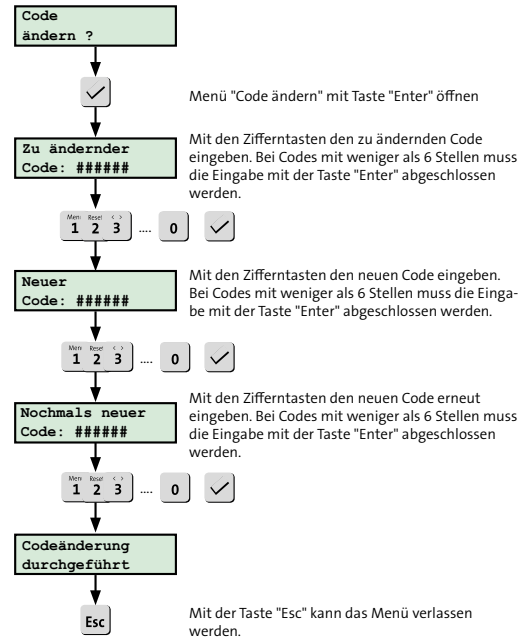 Code
ändern ?
Menü "Code ändern" mit Taste "Enter" öffnen
Zu ändernder
Code: ######
Mit den Zifferntasten den zu ändernden Code
eingeben. Bei Codes mit weniger als 6 Stellen muss
die Eingabe mit der Taste "Enter" abgeschlossen
werden.
Men Reset < >
1 2 3 .... 0
Neuer
Code: ######
Mit den Zifferntasten den neuen Code eingeben.
Bei Codes mit weniger als 6 Stellen muss die Einga-
be mit der Taste "Enter" abgeschlossen werden.
Men Reset < >
1 2 3 .... 0
Nochmals neuer
Code: ######
Mit den Zifferntasten den neuen Code erneut
eingeben. Bei Codes mit weniger als 6 Stellen muss
die Eingabe mit der Taste "Enter" abgeschlossen
werden.
Men Reset < >
1 2 3 .... 0
Codeänderung
durchgeführt
Esc
Mit der Taste "Esc" kann das Menü verlassen
werden.